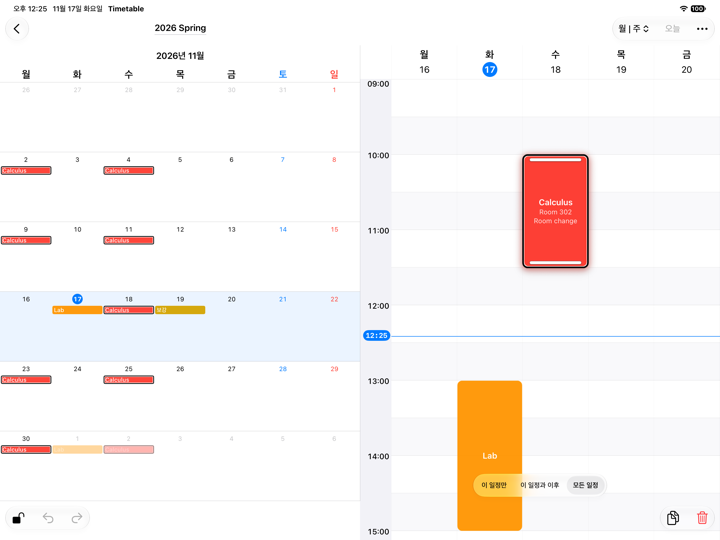 오후 12:25 11월 17일 화요일 Timetable
100
2026 Spring
월 | 주
오늘
2026년 11월
월 화 수 목 금 토 일
26 27 28 29 30 31 1
2 3 4 5 6 7 8
Calculus Calculus
9 10 11 12 13 14 15
Calculus Calculus
16 17 18 19 20 21 22
Lab Calculus 보강
23 24 25 26 27 28 29
Calculus Calculus
30 1 2 3 4 5 6
Calculus Calculus
월 화 수 목 금
16 17 18 19 20
09:00
10:00
Calculus
Room 302
Room change
11:00
12:00
12:25
13:00
14:00
Lab
이 일정만 이 일정과 이후 모든 일정
15:00